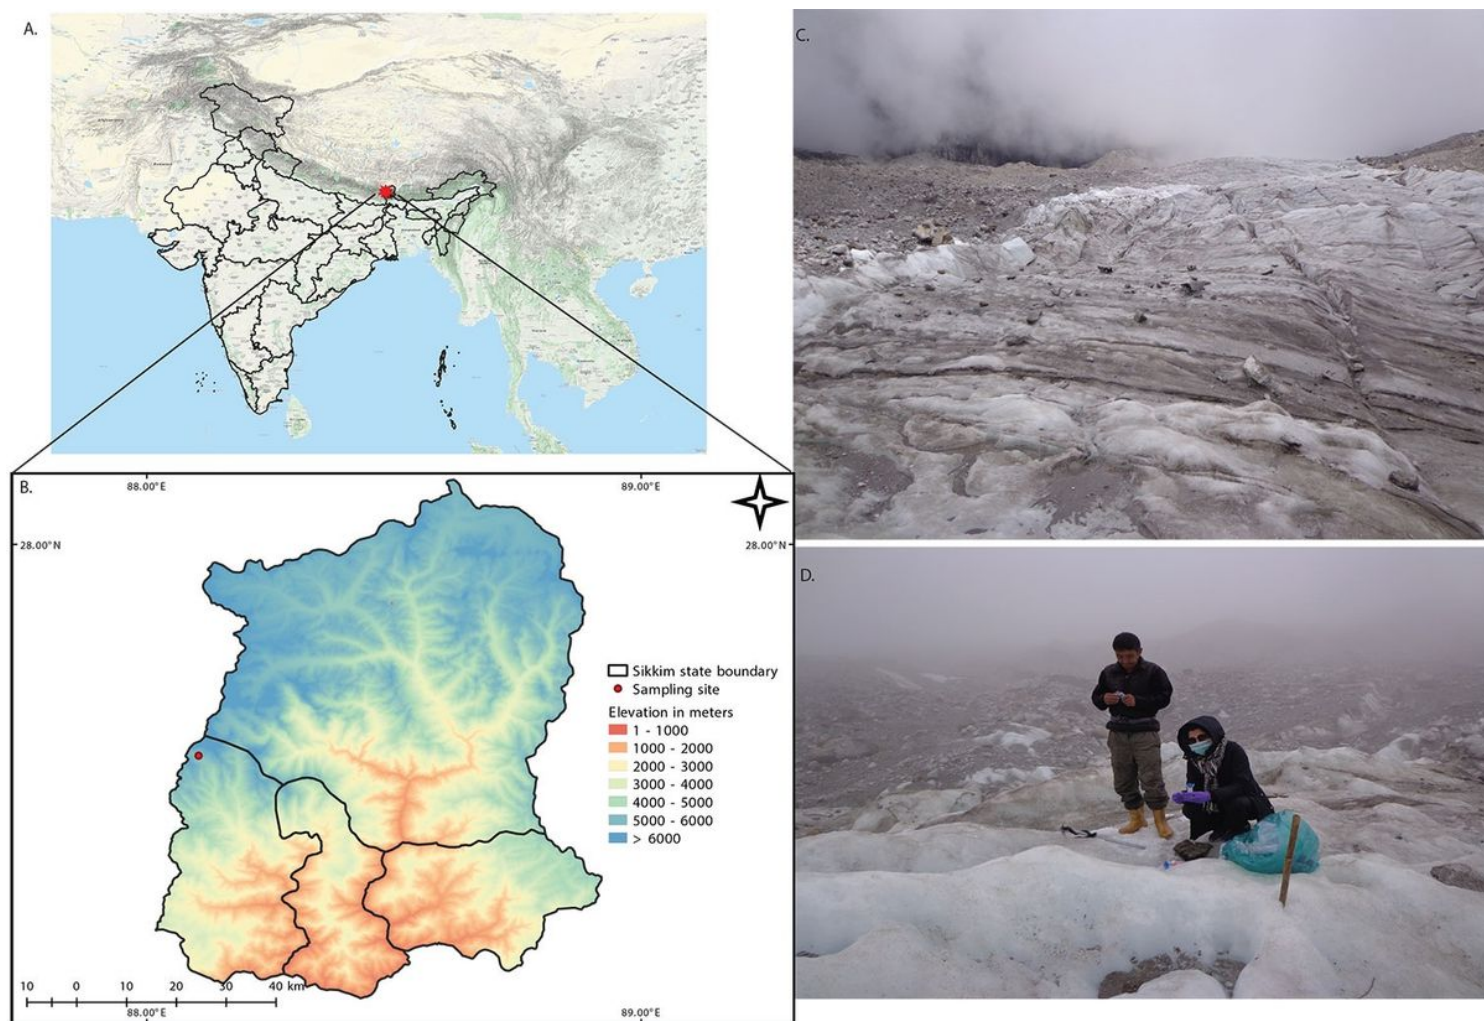 A.
B.
88.00°E
89.00°E
28.00°N
28.00°N
Sikkim state boundary
Sampling site
Elevation in meters
1 - 1000
1000 - 2000
2000 - 3000
3000 - 4000
4000 - 5000
5000 - 6000
> 6000
10 0 10 20 30 40 km
88.00°E
89.00°E
C.
D.